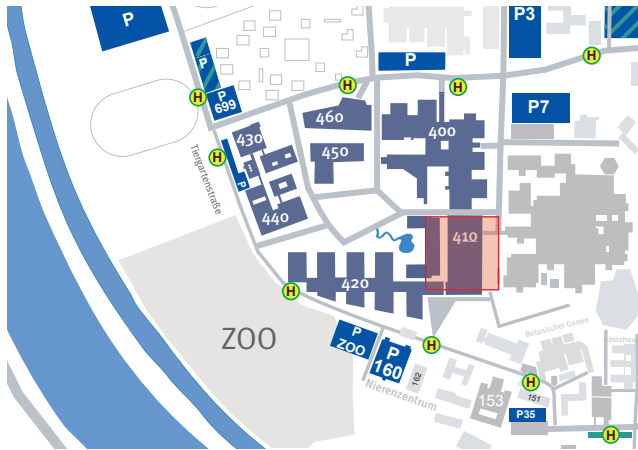 P
P3
P
P
H
H
H
H
P
699
P7
460
400
430
H
450
Tiergartenstraße
P
440
410
420
H
Botanischer Garten
ZOO
P
ZOO
H
P
160
162
Nierenzentrum
H
153
151
P35
H